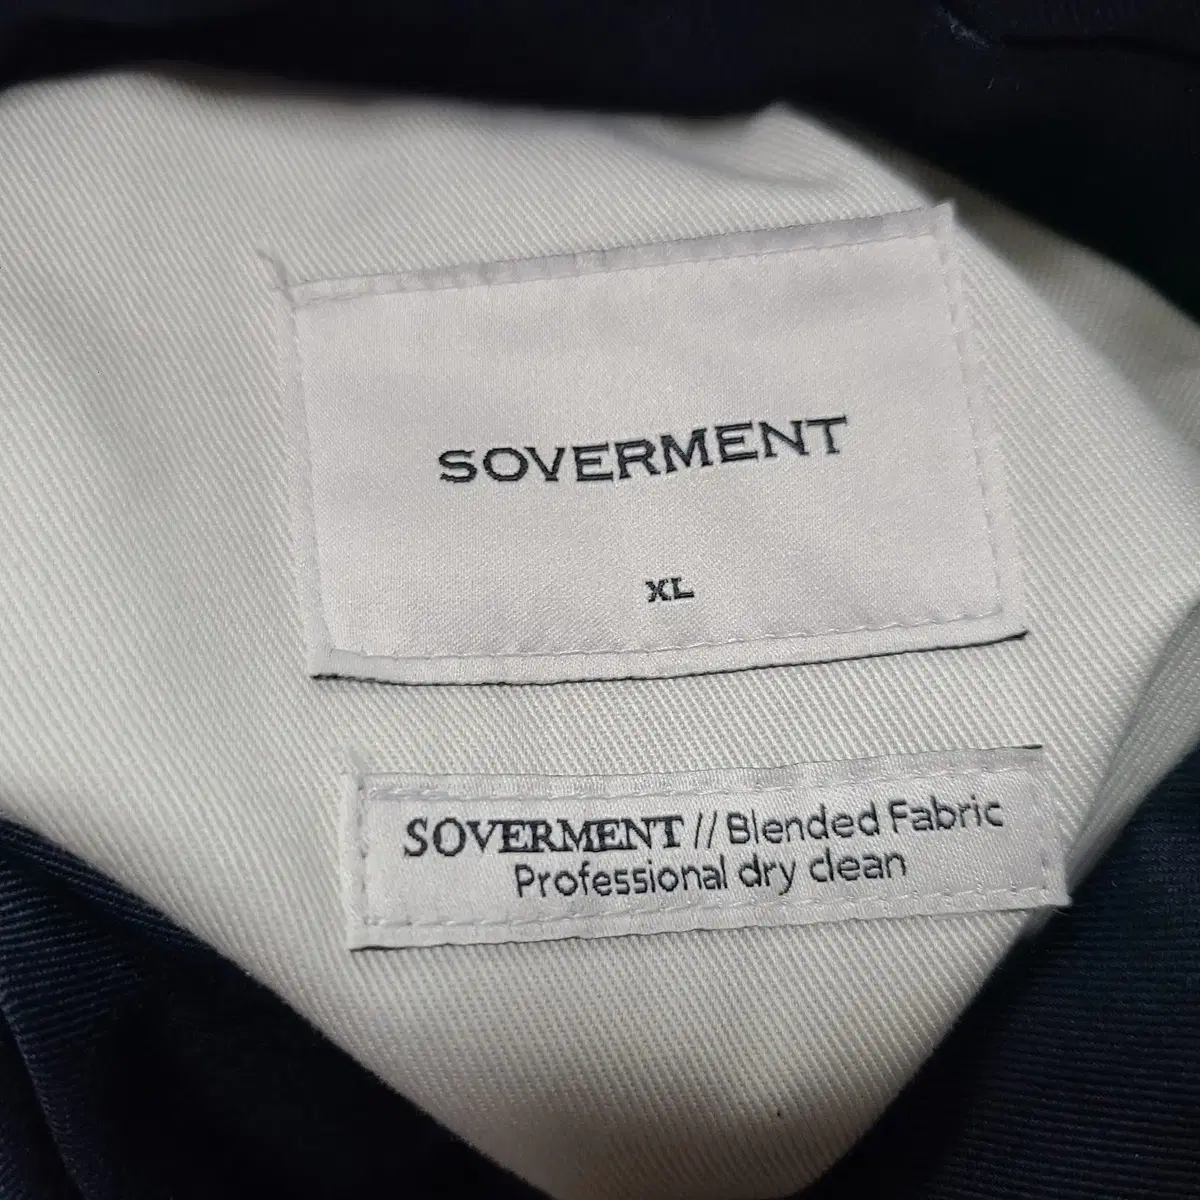 SOVERMENT
XL
SOVERMENT // Blended Fabric
Professional dry clean